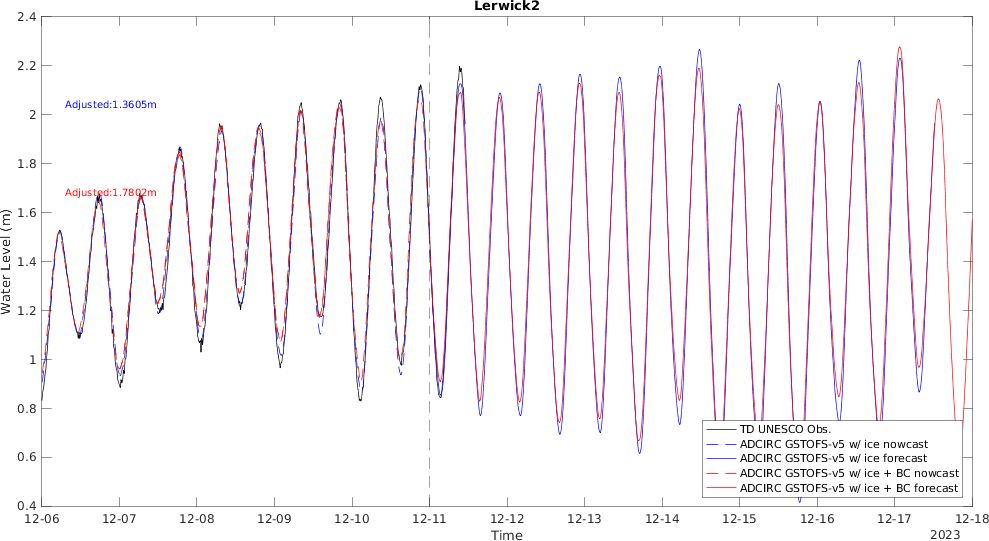 Lerwick2
2.4
2.2
2
1.8
1.6
1.4
1.2
1
0.8
0.6
0.4
Water Level (m)
Adjusted:1.3605m
Adjusted:1.7802m
TD UNESCO Obs.
ADCIRC GSTOFS-v5 w/ ice nowcast
ADCIRC GSTOFS-v5 w/ ice forecast
ADCIRC GSTOFS-v5 w/ ice + BC nowcast
ADCIRC GSTOFS-v5 w/ ice + BC forecast
12-06 12-07 12-08 12-09 12-10 12-11 12-12 12-13 12-14 12-15 12-16 12-17 12-18
Time
2023